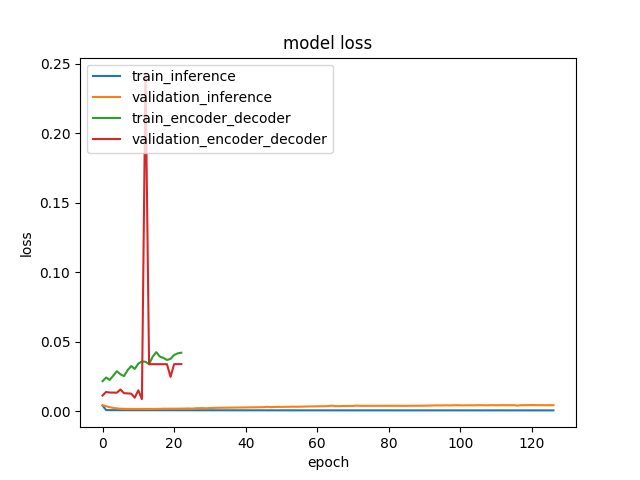 model loss
train_inference
validation_inference
train_encoder_decoder
validation_encoder_decoder
0.25
0.20
0.15
0.10
0.05
0.00
loss
0 20 40 60 80 100 120
epoch